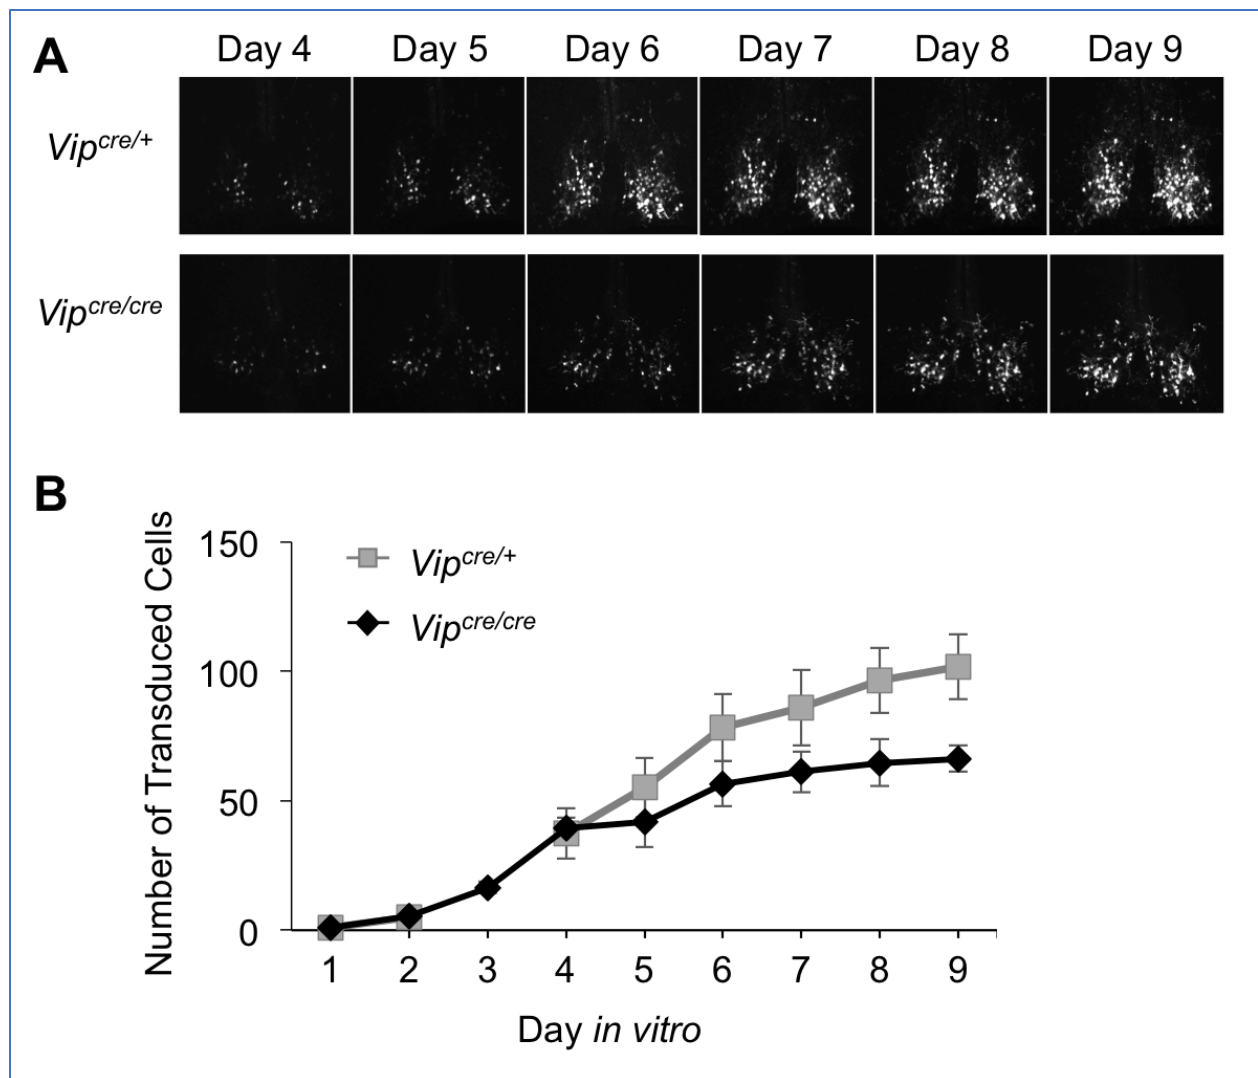 A
Day 4 Day 5 Day 6 Day 7 Day 8 Day 9
Vipcre/+
Vipcre/cre
B
Number of Transduced Cells
150
100
50
0
Vipcre/+
Vipcre/cre
1 2 3 4 5 6 7 8 9
Day in vitro